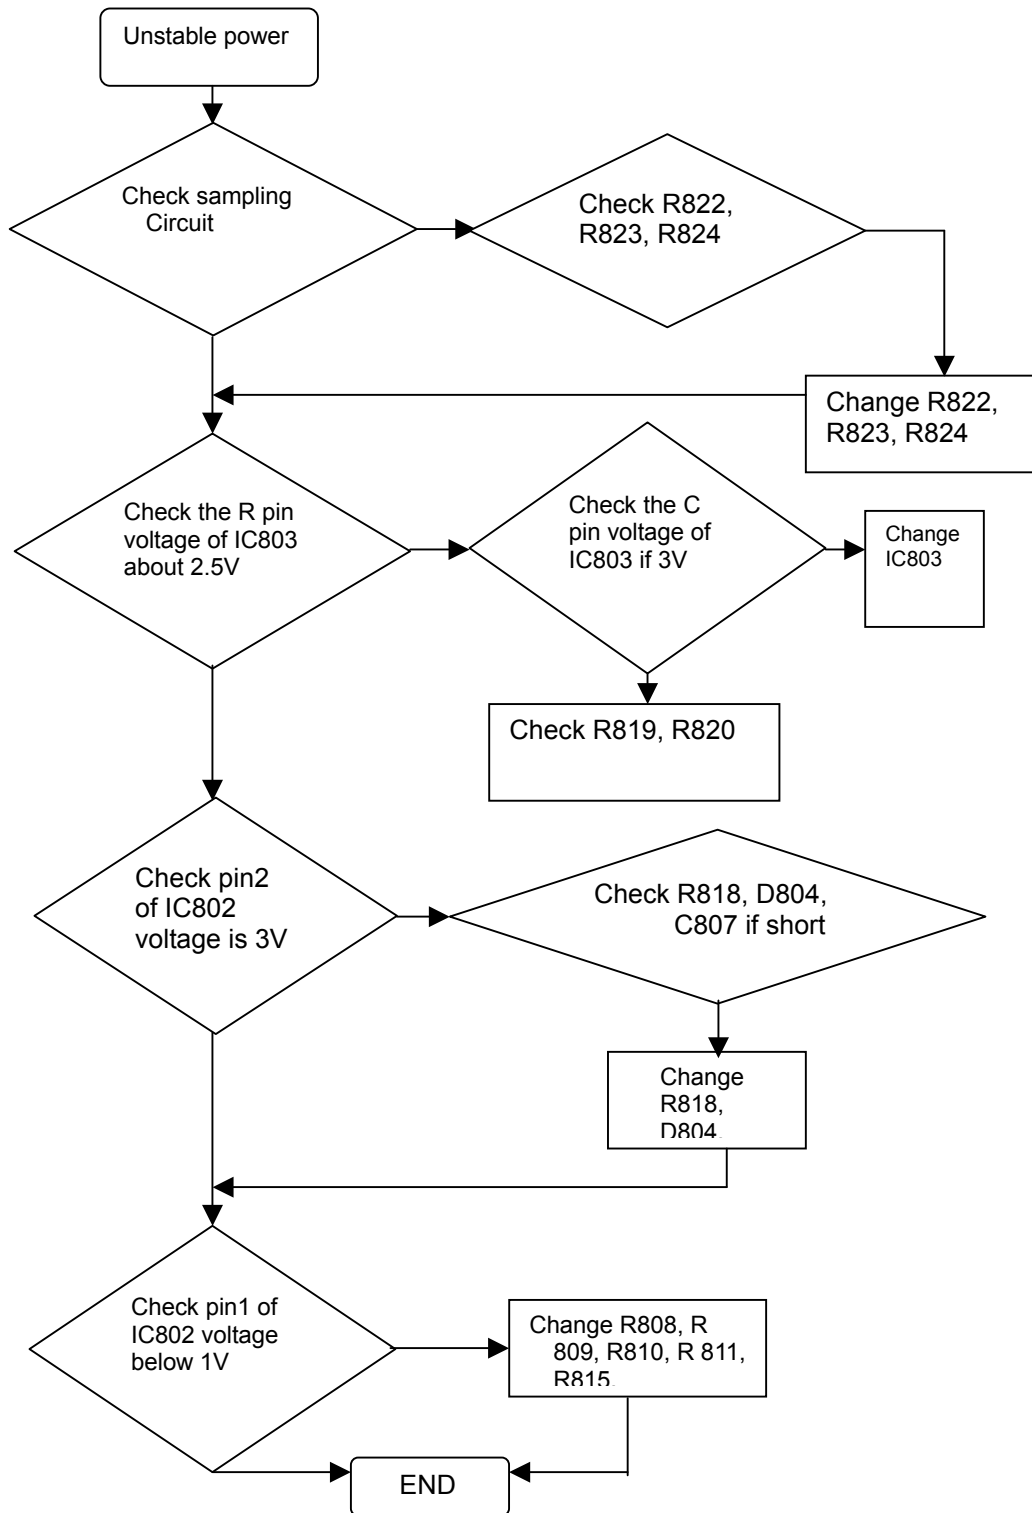 Unstable power
Check sampling
Circuit
Check R822,
R823, R824
Change R822,
R823, R824
Check the R pin
voltage of IC803
about 2.5V
Check the C
pin voltage of
IC803 if 3V
Change
IC803
Check R819, R820
Check pin2
of IC802
voltage is 3V
Check R818, D804,
C807 if short
Change
R818,
D804.
Check pin1 of
IC802 voltage
below 1V
Change R808, R
809, R810, R 811,
R815.
END